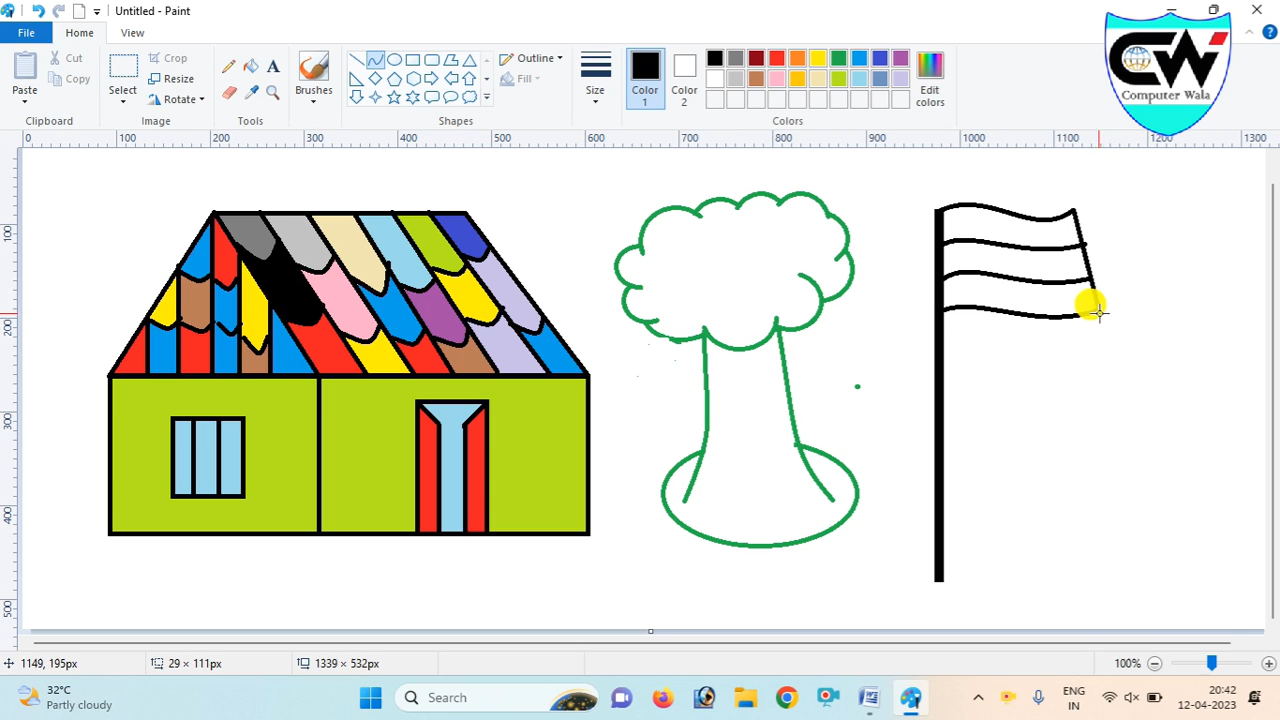 Untitled - Paint
File
Home
View
Paste
Cut
Copy
Clipboard
Select
Crop
Resize
Rotate
Image
A
Tools
Brushes
Outline
Fill
Shapes
Size
Color 1
Color 2
Edit colors
Colors
CW
Computer Wala
0 100 200 300 400 500 600 700 800 900 1000 1100 1200 1300
100
200
300
400
500
1149, 195px
29 × 111px
1339 × 532px
100%
32°C
Partly cloudy
Search
ENG
IN
20:42
12-04-2023